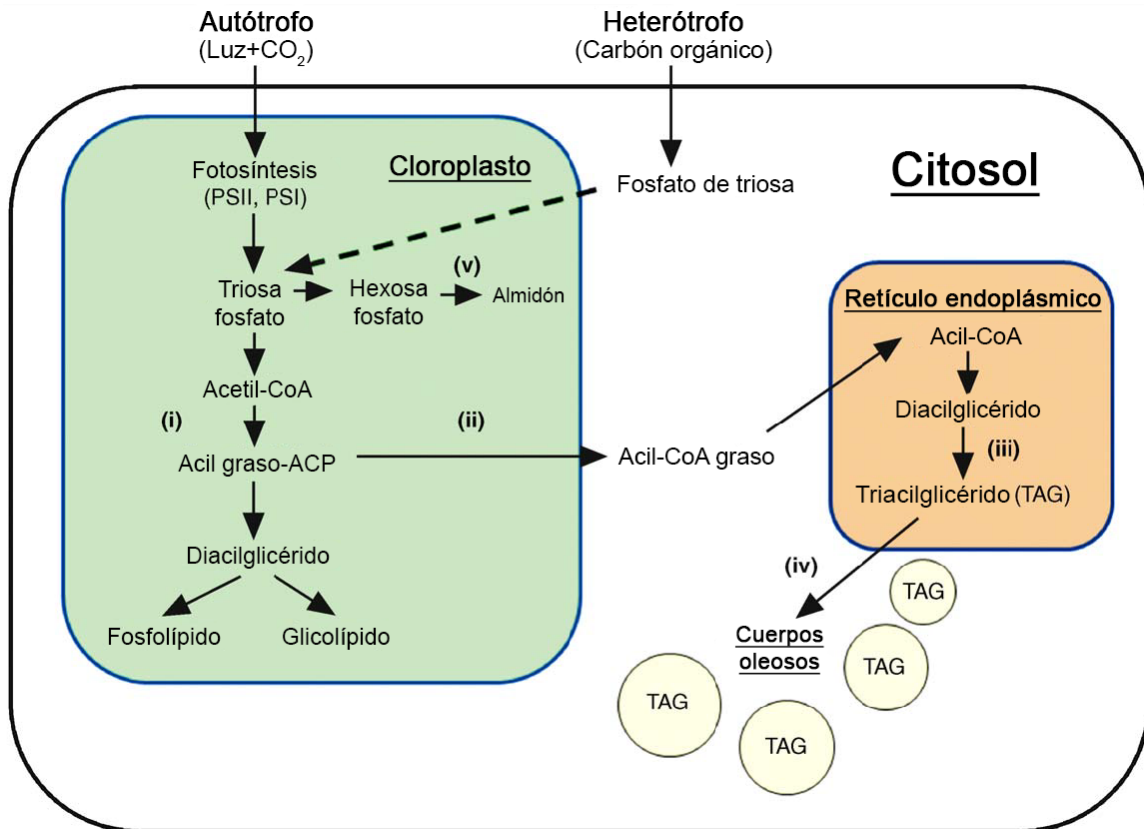 Autótrofo
(Luz+CO₂)
Heterótrofo
(Carbón orgánico)
Fotosíntesis
(PSII, PSI)
Cloroplasto
Fosfato de triosa
Citosol
Triosa
fosfato
Hexosa
fosfato
(v)
Almidón
Acetil-CoA
(i)
Acil graso-ACP
(ii)
Acil-CoA graso
Diacilglicérido
Fosfolípido
Glicolípido
Retículo endoplásmico
Acil-CoA
Diacilglicérido
(iii)
Triacilglicérido (TAG)
(iv)
Cuerpos
oleosos
TAG
TAG
TAG
TAG